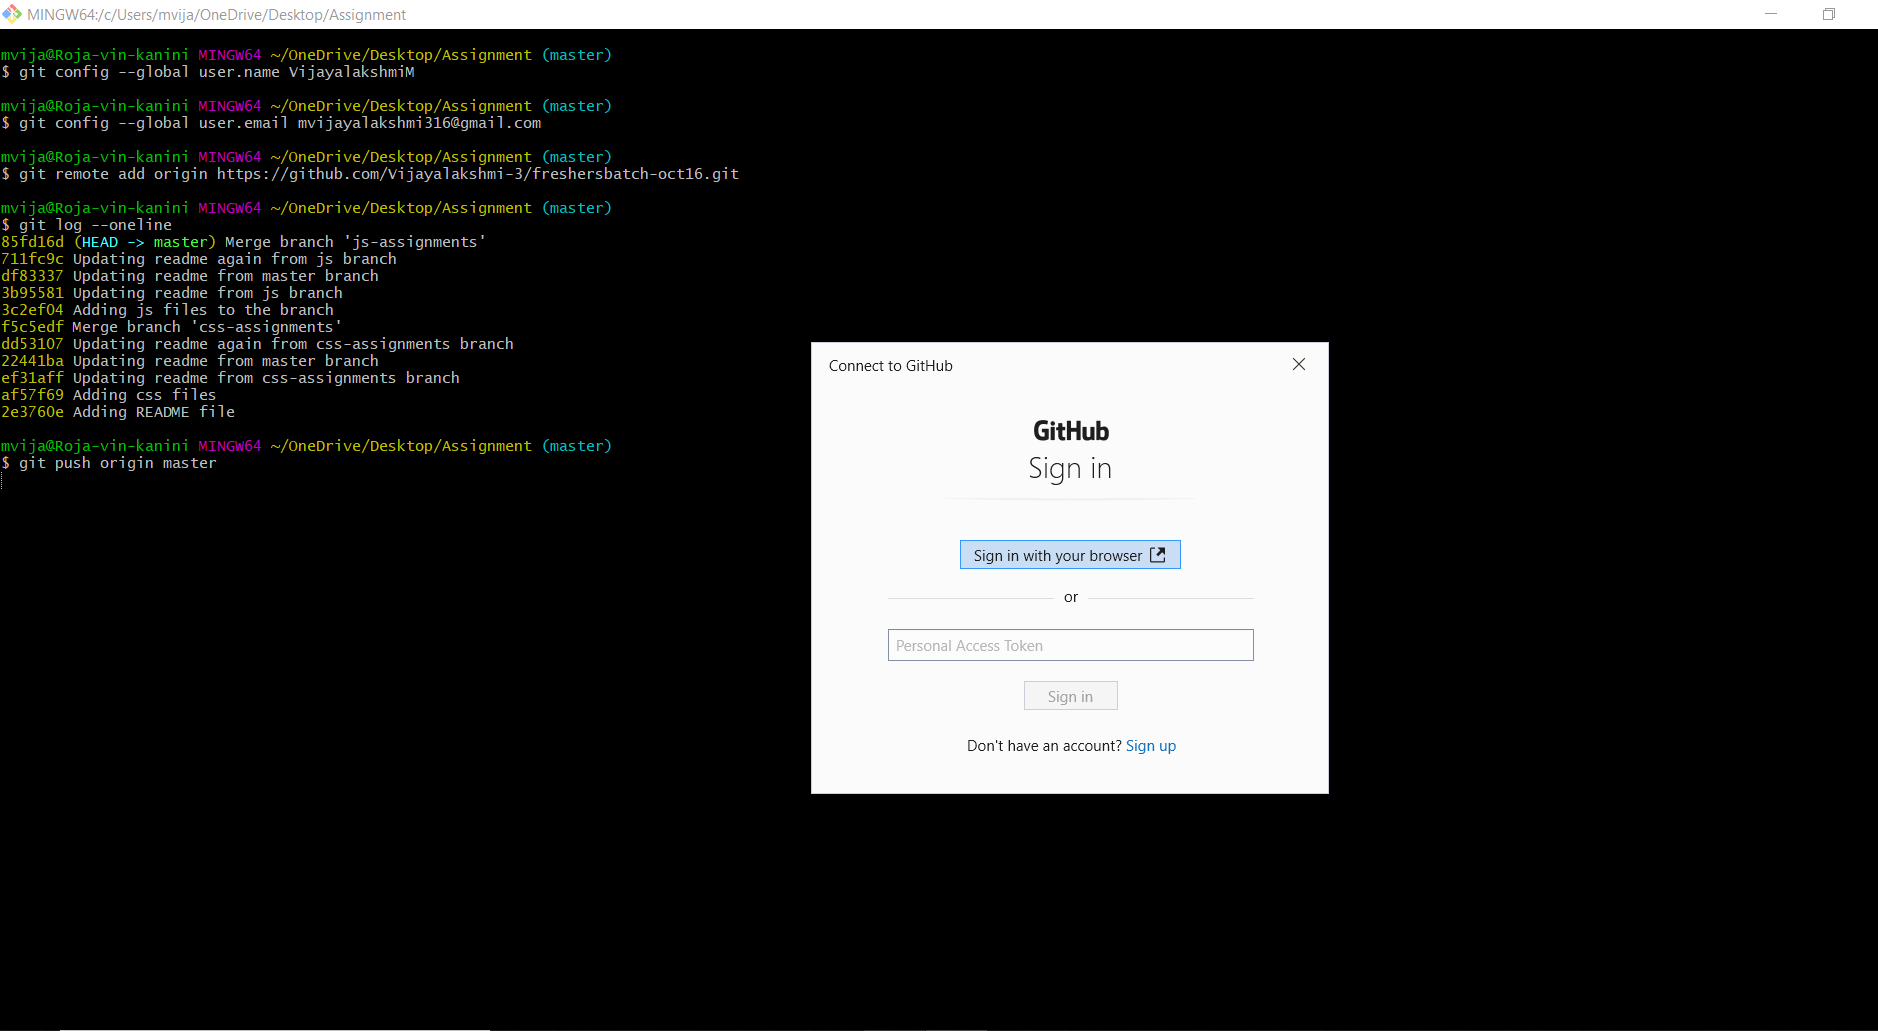 MINGW64:/c/Users/mvija/OneDrive/Desktop/Assignment
mvija@Roja-vin-kanini MINGW64 ~/OneDrive/Desktop/Assignment (master)
$ git config --global user.name VijayalakshmiM
mvija@Roja-vin-kanini MINGW64 ~/OneDrive/Desktop/Assignment (master)
$ git config --global user.email mvijayalakshmi316@gmail.com
mvija@Roja-vin-kanini MINGW64 ~/OneDrive/Desktop/Assignment (master)
$ git remote add origin https://github.com/Vijayalakshmi-3/freshersbatch-oct16.git
mvija@Roja-vin-kanini MINGW64 ~/OneDrive/Desktop/Assignment (master)
$ git log --oneline
85fd16d (HEAD -> master) Merge branch 'js-assignments'
711fc9c Updating readme again from js branch
df83337 Updating readme from master branch
3b95581 Updating readme from js branch
3c2ef04 Adding js files to the branch
f5c5edf Merge branch 'css-assignments'
dd53107 Updating readme again from css-assignments branch
22441ba Updating readme from master branch
ef31aff Updating readme from css-assignments branch
af57f69 Adding css files
2e3760e Adding README file
mvija@Roja-vin-kanini MINGW64 ~/OneDrive/Desktop/Assignment (master)
$ git push origin master
Connect to GitHub
GitHub
Sign in
Sign in with your browser
or
Personal Access Token
Sign in
Don't have an account? Sign up